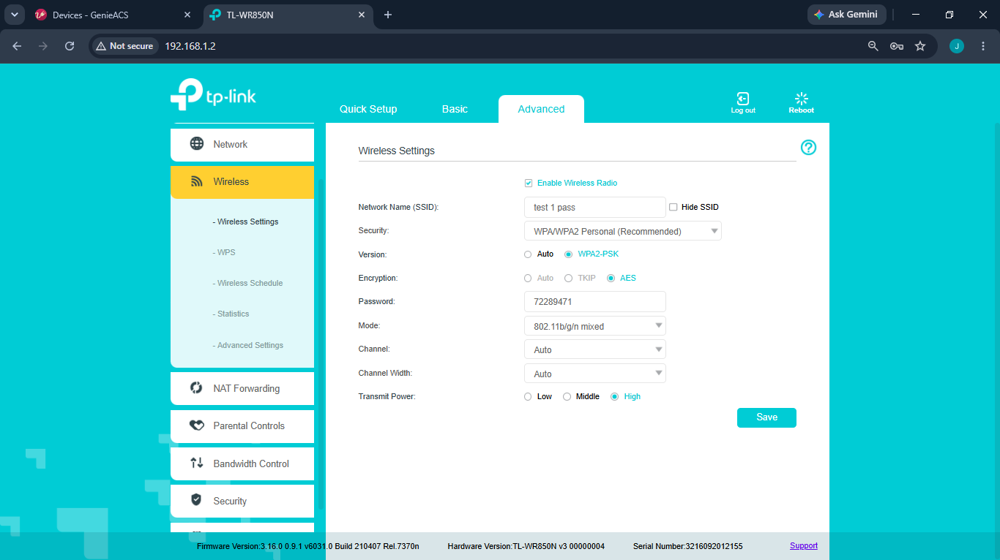 Devices - GenieACS
TL-WR850N
Ask Gemini
Not secure
192.168.1.2
J
tp-link
Quick Setup
Basic
Advanced
Log out
Reboot
Network
Wireless
- Wireless Settings
- WPS
- Wireless Schedule
- Statistics
- Advanced Settings
NAT Forwarding
Parental Controls
Bandwidth Control
Security
Wireless Settings
?
Enable Wireless Radio
Network Name (SSID): test 1 pass Hide SSID
Security: WPA/WPA2 Personal (Recommended)
Version: Auto WPA2-PSK
Encryption: Auto TKIP AES
Password: 72289471
Mode: 802.11b/g/n mixed
Channel: Auto
Channel Width: Auto
Transmit Power: Low Middle High
Save
Firmware Version:3.16.0 0.9.1 v6031.0 Build 210407 Rel.7370n Hardware Version:TL-WR850N v3 00000004 Serial Number:3216092012155 Support